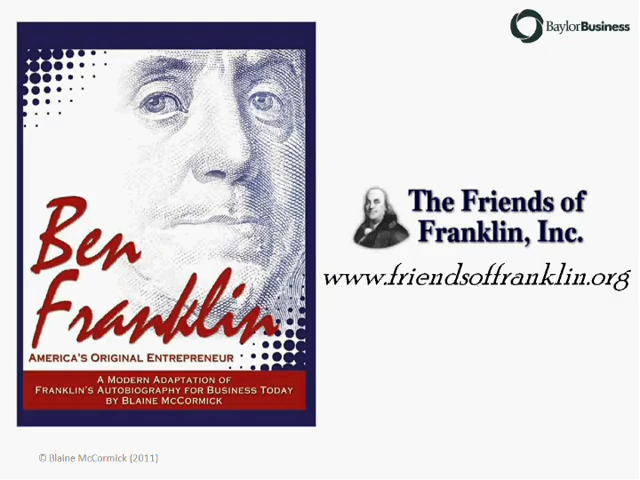 BaylorBusiness
Ben
Franklin
AMERICA'S ORIGINAL ENTREPRENEUR
A MODERN ADAPTATION OF
FRANKLIN'S AUTOBIOGRAPHY FOR BUSINESS TODAY
BY BLAINE MCCORMICK
The Friends of
Franklin, Inc.
www.friendsoffranklin.org
© Blaine McCormick (2011)